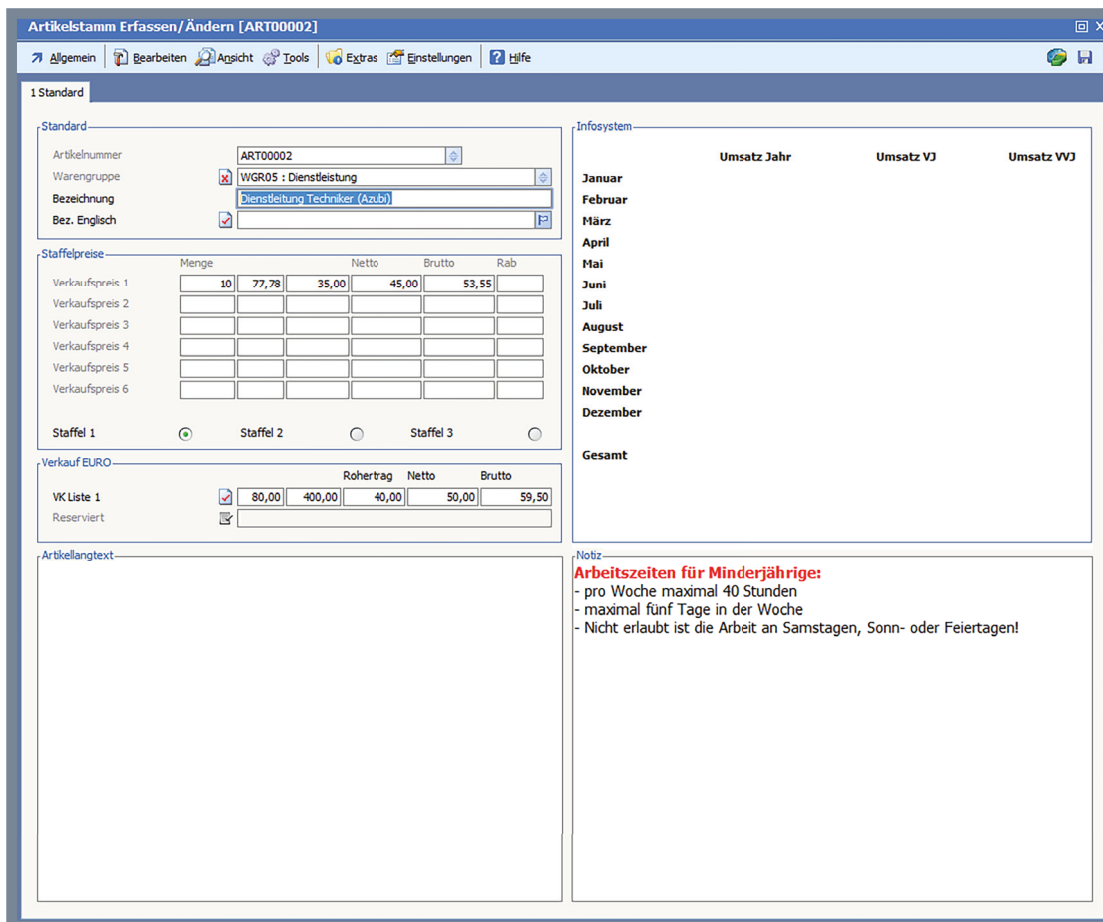 Artikelstamm Erfassen/Ändern [ART00002]
Allgemein Bearbeiten Ansicht Tools Extras Einstellungen Hilfe
1 Standard
Standard
Artikelnummer ART00002
Warengruppe WGR05 : Dienstleistung
Bezeichnung Dienstleitung Techniker (Azubi)
Bez. Englisch
Staffelpreise
Menge Netto Brutto Rab
Verkaufspreis 1 10 77,78 35,00 45,00 53,55
Verkaufspreis 2
Verkaufspreis 3
Verkaufspreis 4
Verkaufspreis 5
Verkaufspreis 6
Staffel 1 Staffel 2 Staffel 3
Verkauf EURO
Rohertrag Netto Brutto
VK Liste 1 80,00 400,00 40,00 50,00 59,50
Reserviert
Artikellangtext
Infosystem
Umsatz Jahr Umsatz VJ Umsatz VVJ
Januar
Februar
März
April
Mai
Juni
Juli
August
September
Oktober
November
Dezember
Gesamt
Notiz
Arbeitszeiten für Minderjährige:
- pro Woche maximal 40 Stunden
- maximal fünf Tage in der Woche
- Nicht erlaubt ist die Arbeit an Samstagen, Sonn- oder Feiertagen!